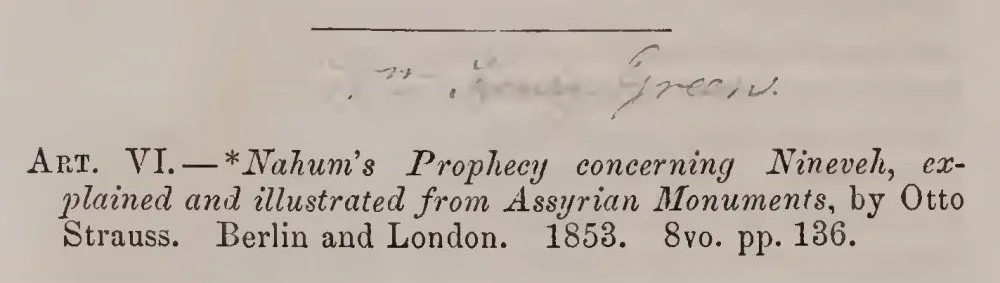 Green.
ART. VI.—*Nahum's Prophecy concerning Nineveh, ex-
plained and illustrated from Assyrian Monuments, by Otto
Strauss. Berlin and London. 1853. 8vo. pp. 136.